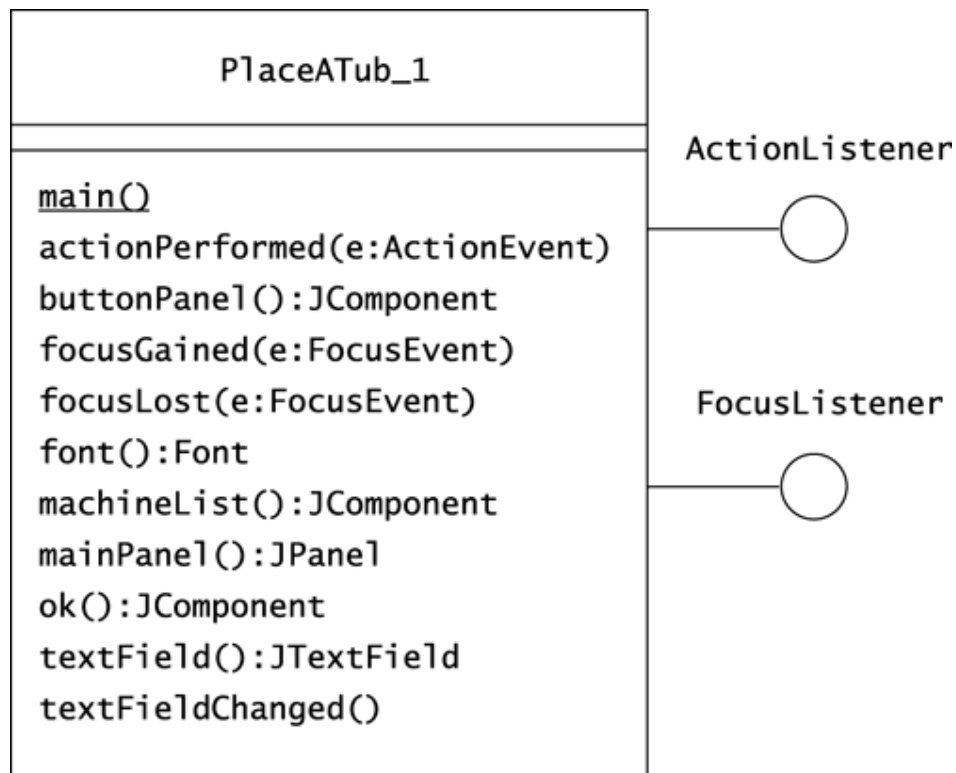 PlaceATub_1
main()
actionPerformed(e:ActionEvent)
buttonPanel():JComponent
focusGained(e:FocusEvent)
focusLost(e:FocusEvent)
font():Font
machineList():JComponent
mainPanel():JPanel
ok():JComponent
textField():JTextField
textFieldChanged()
ActionListener
FocusListener